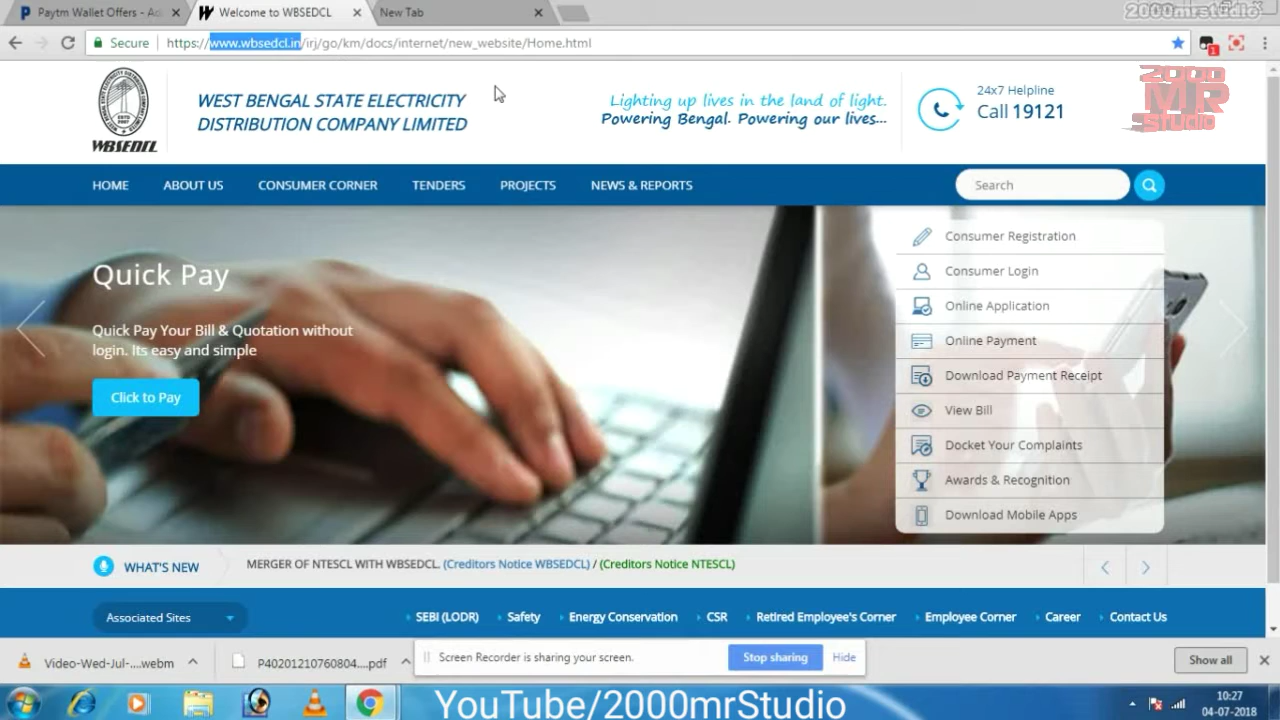 Paytm Wallet Offers - Ad
Welcome to WBSEDCL
New Tab
2000mrstudio
Secure
https://www.wbsedcl.in/irj/go/km/docs/internet/new_website/Home.html
1
WBSEDCL
WEST BENGAL STATE ELECTRICITY
DISTRIBUTION COMPANY LIMITED
Lighting up lives in the land of light.
Powering Bengal. Powering our lives...
24x7 Helpline
Call 19121
2000
MR
STUDIO
HOME
ABOUT US
CONSUMER CORNER
TENDERS
PROJECTS
NEWS & REPORTS
Search
Quick Pay
Quick Pay Your Bill & Quotation without
login. Its easy and simple
Click to Pay
Consumer Registration
Consumer Login
Online Application
Online Payment
Download Payment Receipt
View Bill
Docket Your Complaints
Awards & Recognition
Download Mobile Apps
WHAT'S NEW
MERGER OF NTESCL WITH WBSEDCL. (Creditors Notice WBSEDCL) / (Creditors Notice NTESCL)
Associated Sites
SEBI (LODR)
Safety
Energy Conservation
CSR
Retired Employee's Corner
Employee Corner
Career
Contact Us
Video-Wed-Jul-....webm
P40201210760804....pdf
Screen Recorder is sharing your screen.
Stop sharing
Hide
Show all
YouTube/2000mrStudio
10:27
04-07-2018